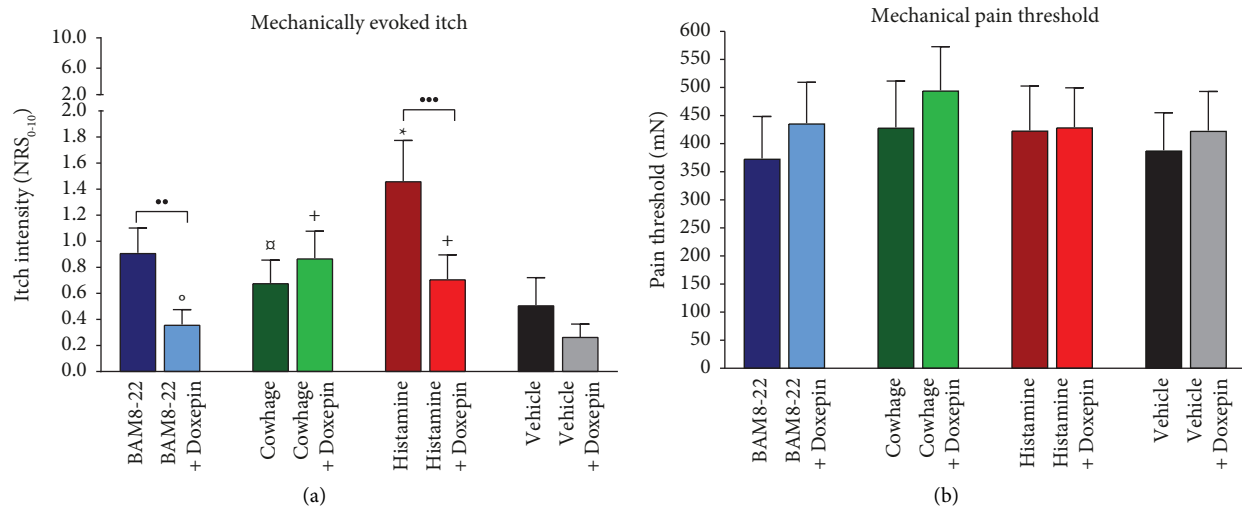 Mechanically evoked itch
Itch intensity (NRS0-10)
10.0
6.0
2.0
2.0
1.8
1.6
1.4
1.2
1.0
0.8
0.6
0.4
0.2
0.0
••
°
¤
+
*
•••
+
BAM8-22
BAM8-22
+ Doxepin
Cowhage
Cowhage
+ Doxepin
Histamine
Histamine
+ Doxepin
Vehicle
Vehicle
+ Doxepin
(a)
Mechanical pain threshold
Pain threshold (mN)
600
550
500
450
400
350
300
250
200
150
100
50
0
BAM8-22
BAM8-22
+ Doxepin
Cowhage
Cowhage
+ Doxepin
Histamine
Histamine
+ Doxepin
Vehicle
Vehicle
+ Doxepin
(b)